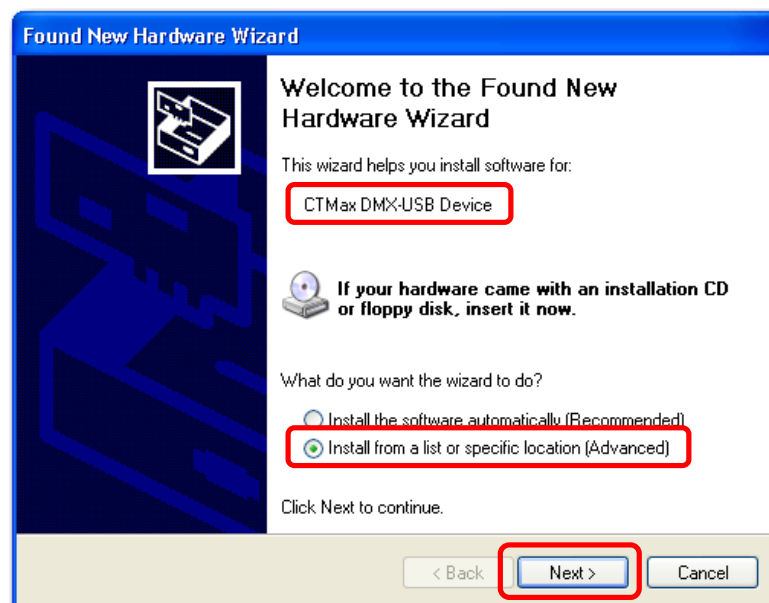 Found New Hardware Wizard
Welcome to the Found New
Hardware Wizard
This wizard helps you install software for:
CTMax DMX-USB Device
If your hardware came with an installation CD
or floppy disk, insert it now.
What do you want the wizard to do?
Install the software automatically (Recommended)
Install from a list or specific location (Advanced)
Click Next to continue.
< Back
Next >
Cancel